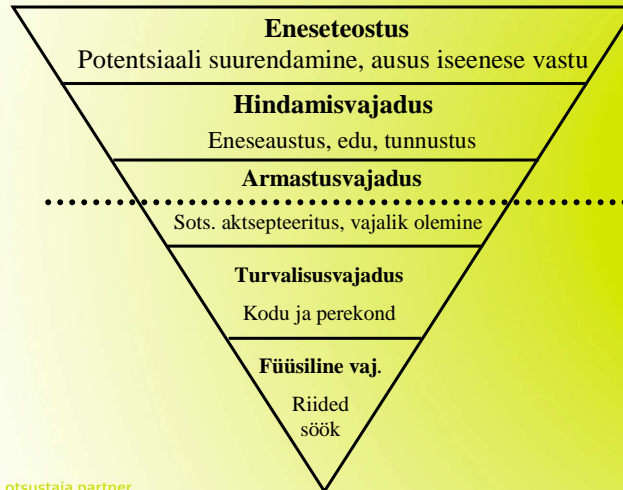 Eneseteostus
Potentsiaali suurendamine, ausus iseenese vastu
Hindamisvajadus
Eneseaustus, edu, tunnustus
Armastusvajadus
Sots. aktsepteeritus, vajalik olemine
Turvalisusvajadus
Kodu ja perekond
Füüsiline vaj.
Riided
söök
otsustaja partner